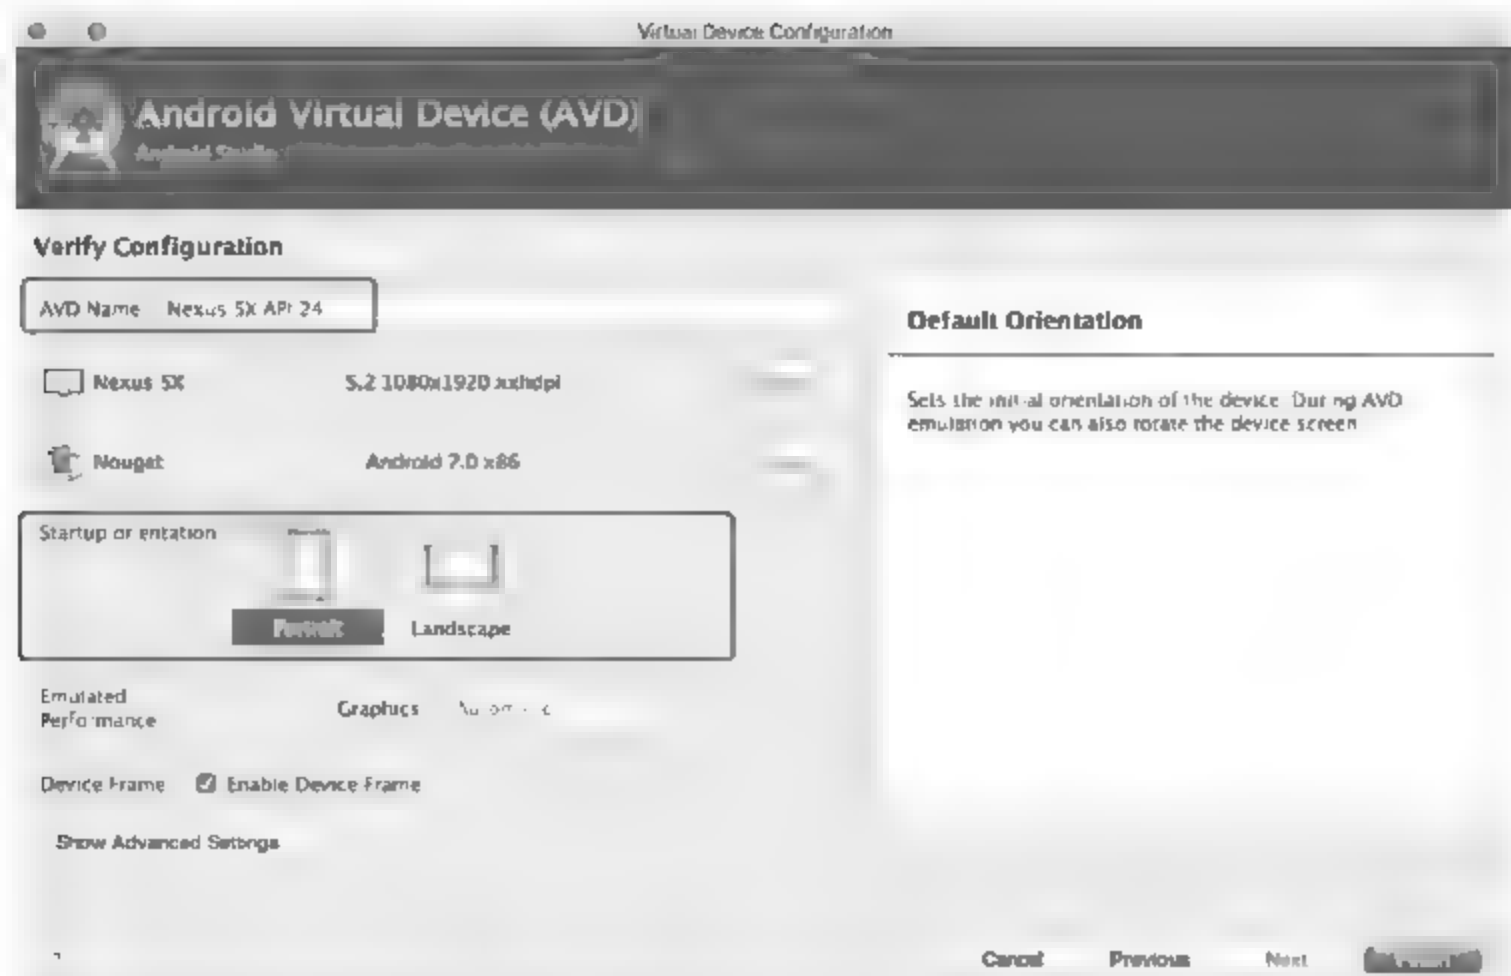 Virtual Device Configuration
Android Virtual Device (AVD)
Android Studio
Verify Configuration
AVD Name Nexus 5X API 24
Nexus 5X 5.2 1080x1920 xxhdpi
Nougat Android 7.0 x86
Startup orientation
Portrait Landscape
Emulated
Performance
Graphics
Device Frame Enable Device Frame
Show Advanced Settings
Default Orientation
Sets the initial orientation of the device. During AVD
emulation you can also rotate the device screen
Cancel Previous Next